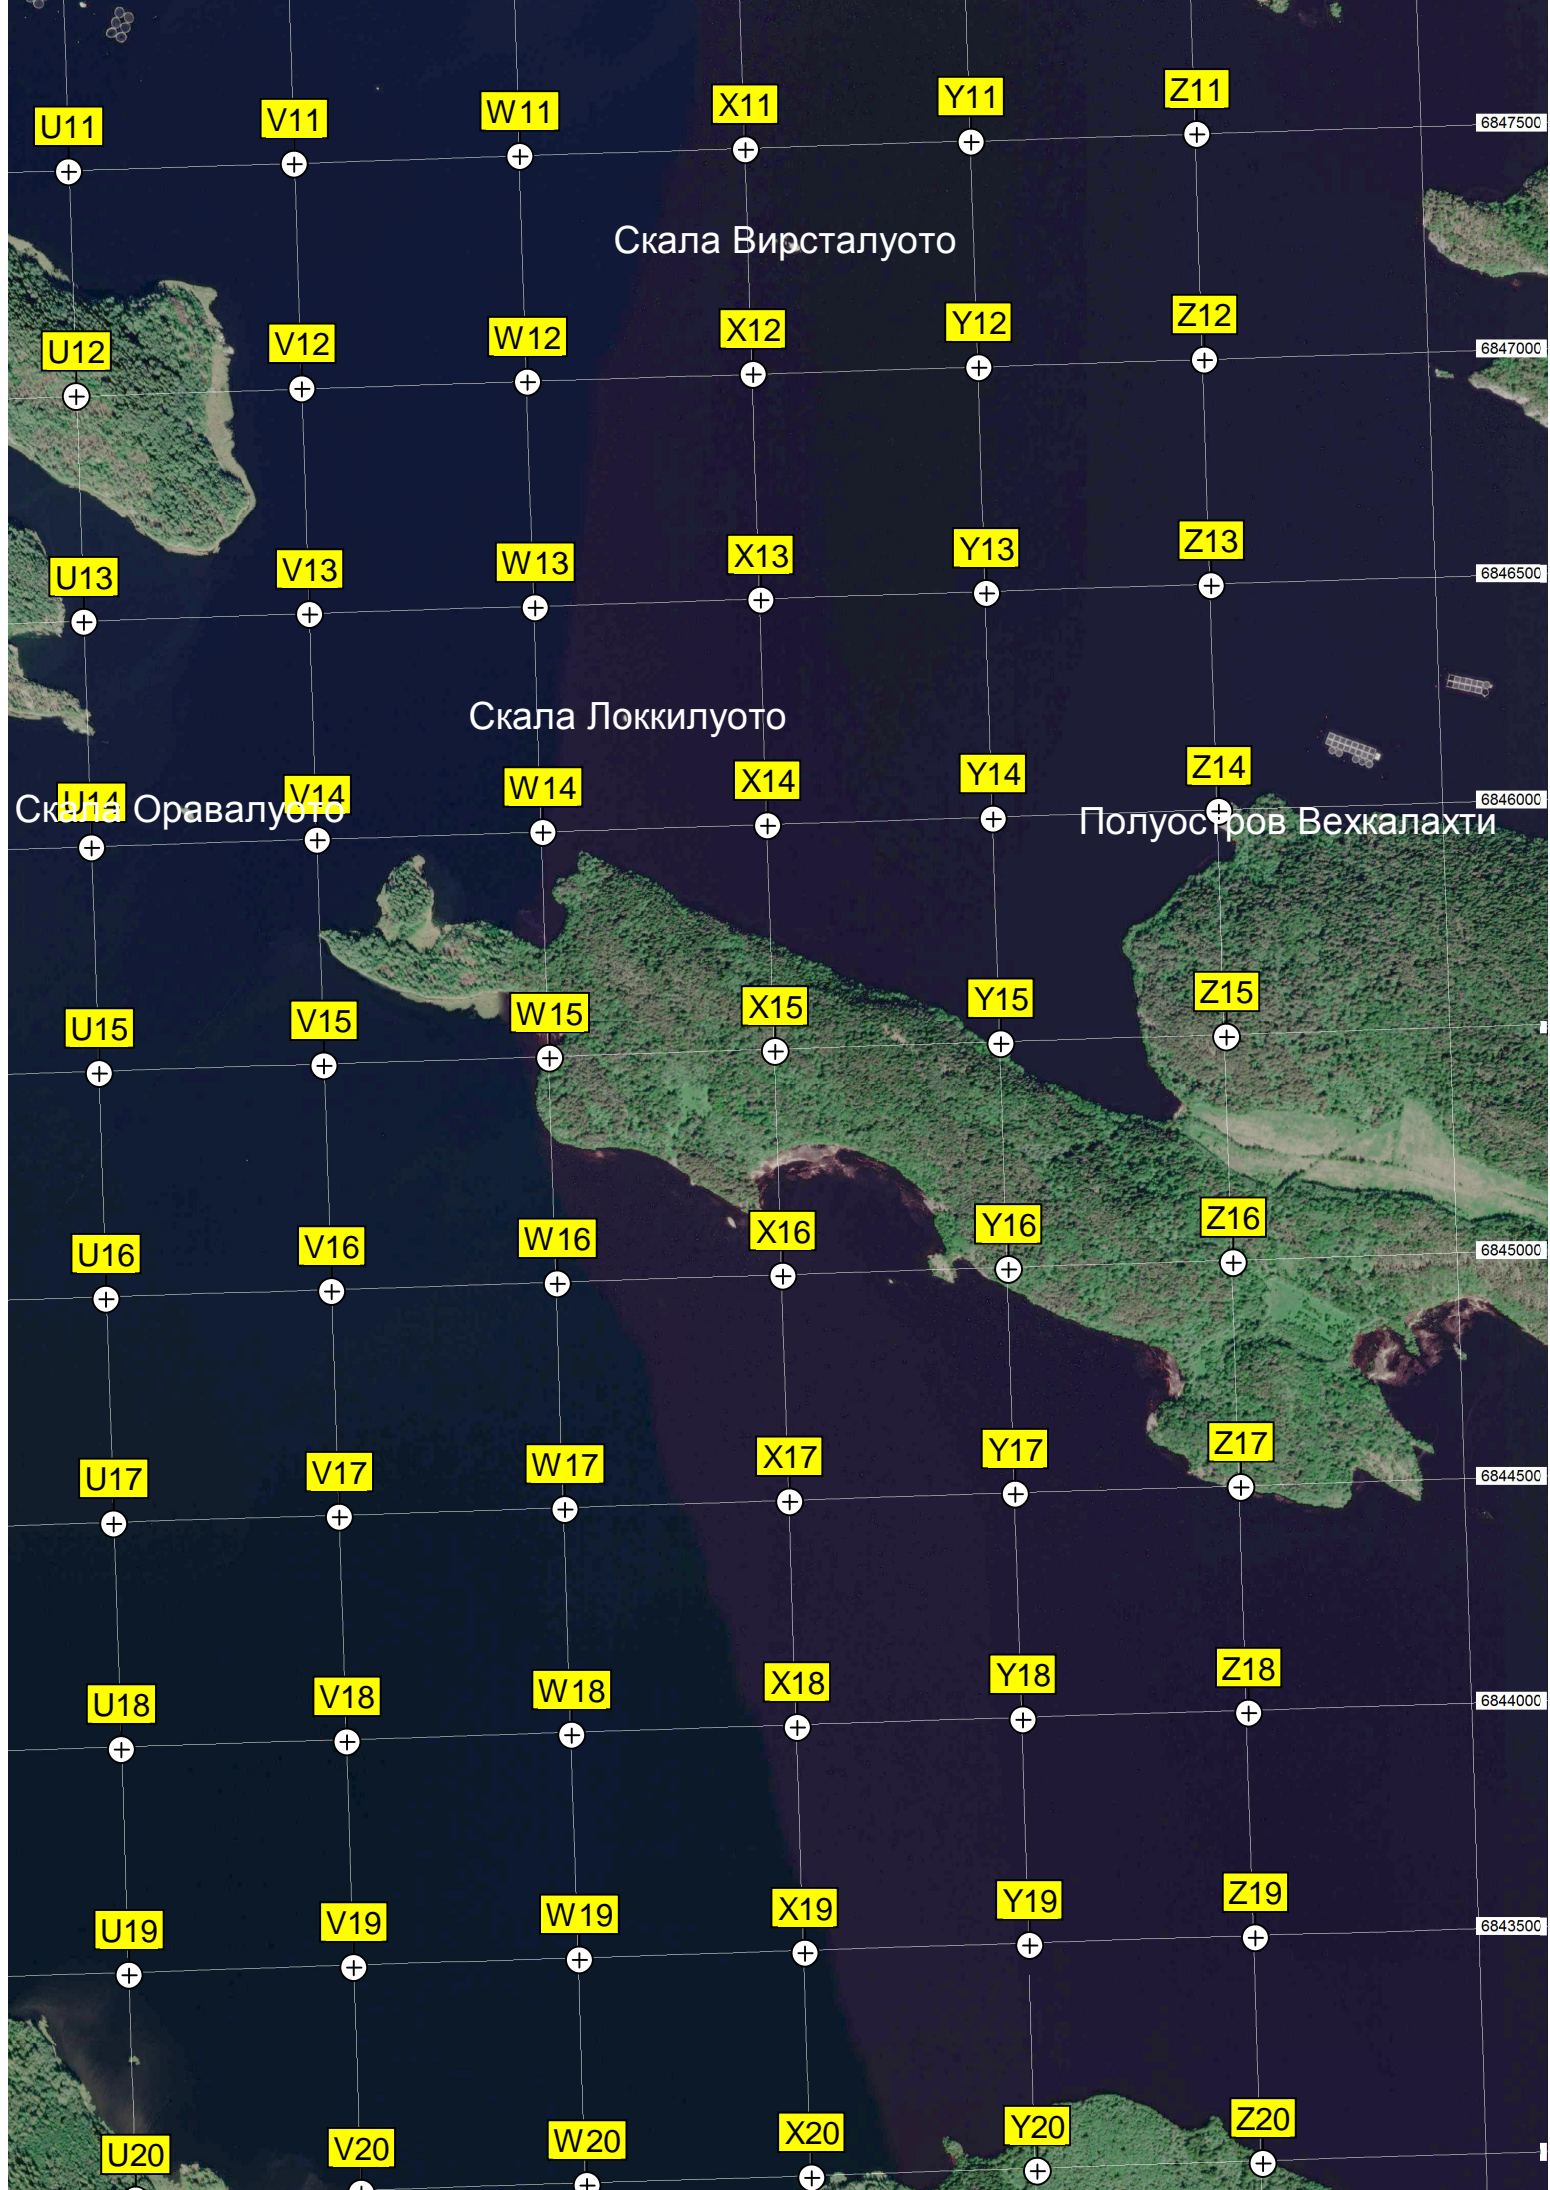 U11 V11 W11 X11 Y11 Z11
6847500
Скала Вирсталуото
U12 V12 W12 X12 Y12 Z12
6847000
U13 V13 W13 X13 Y13 Z13
6846500
Скала Локкилуото
U14 V14 W14 X14 Y14 Z14
6846000
Скала Оравалуото
Полуостров Вехкалахти
U15 V15 W15 X15 Y15 Z15
U16 V16 W16 X16 Y16 Z16
6845000
U17 V17 W17 X17 Y17 Z17
6844500
U18 V18 W18 X18 Y18 Z18
6844000
U19 V19 W19 X19 Y19 Z19
6843500
U20 V20 W20 X20 Y20 Z20